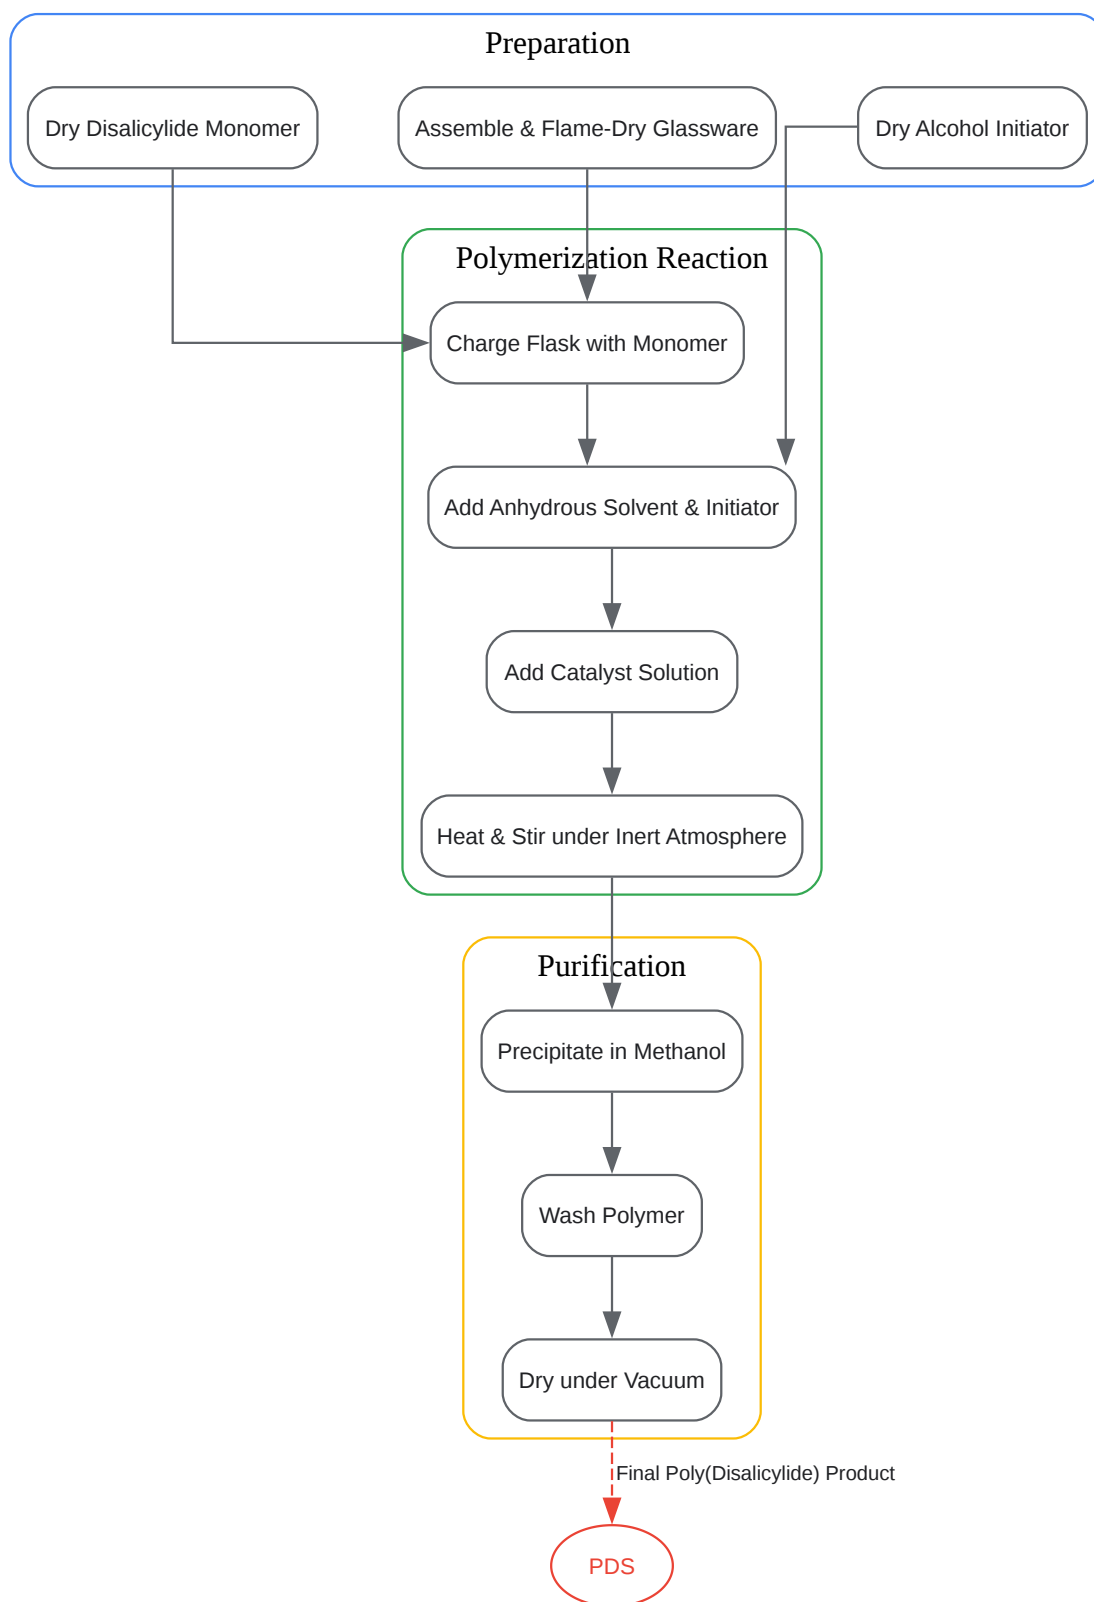 Preparation
Dry Disalicylide Monomer
Assemble & Flame-Dry Glassware
Dry Alcohol Initiator
Polymerization Reaction
Charge Flask with Monomer
Add Anhydrous Solvent & Initiator
Add Catalyst Solution
Heat & Stir under Inert Atmosphere
Purification
Precipitate in Methanol
Wash Polymer
Dry under Vacuum
Final Poly(Disalicylide) Product
PDS